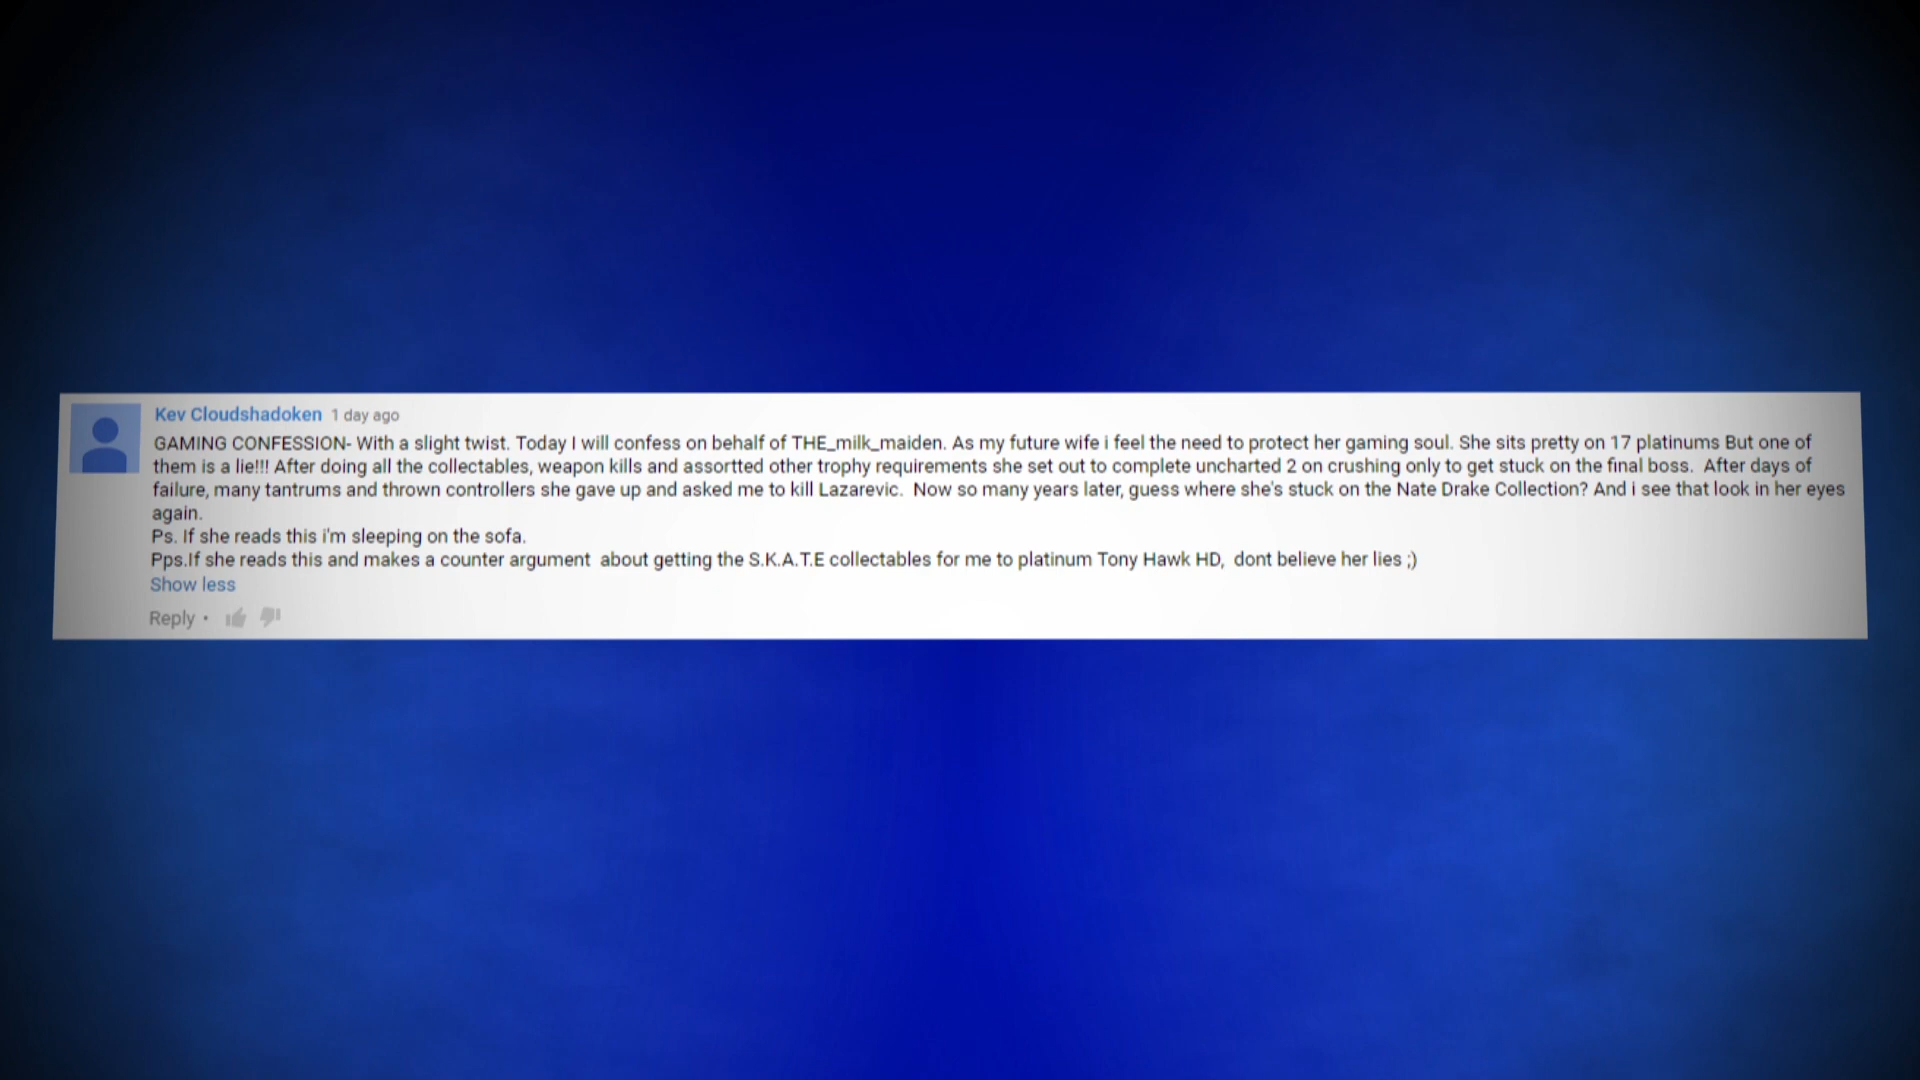 Kev Cloudshadoken 1 day ago
GAMING CONFESSION- With a slight twist. Today I will confess on behalf of THE_milk_maiden. As my future wife i feel the need to protect her gaming soul. She sits pretty on 17 platinums But one of
them is a lie!!! After doing all the collectables, weapon kills and assortted other trophy requirements she set out to complete uncharted 2 on crushing only to get stuck on the final boss.  After days of
failure, many tantrums and thrown controllers she gave up and asked me to kill Lazarevic.  Now so many years later, guess where she's stuck on the Nate Drake Collection? And i see that look in her eyes
again.
Ps. If she reads this i'm sleeping on the sofa.
Pps.If she reads this and makes a counter argument  about getting the S.K.A.T.E collectables for me to platinum Tony Hawk HD,  dont believe her lies ;)
Show less
Reply •